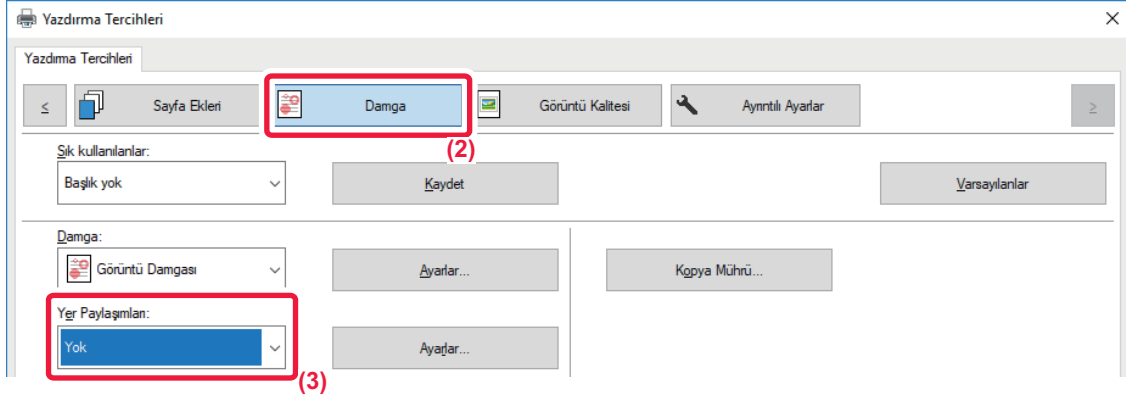 Yazdırma Tercihleri
Yazdırma Tercihleri
< Sayfa Ekleri Damga Görüntü Kalitesi Ayrıntılı Ayarlar >
(2)
Sık kullanılanlar:
Başlık yok Kaydet Varsayılanlar
Damga:
Görüntü Damgası Ayarlar... Kopya Mührü...
Yer Paylaşımları:
Yok Ayarlar...
(3)